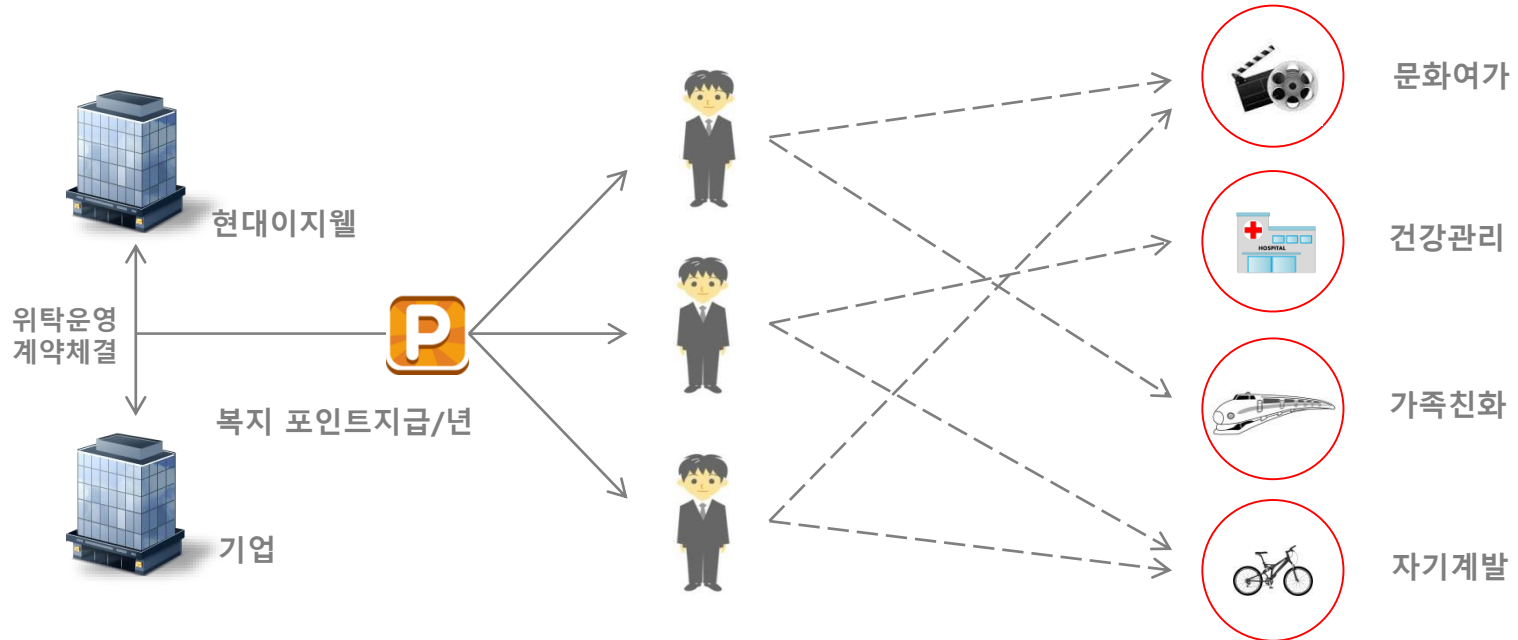 현대이지웰
위탁운영
계약체결
P
복지 포인트지급/년
기업
문화여가
HOSPITAL
건강관리
가족친화
자기계발